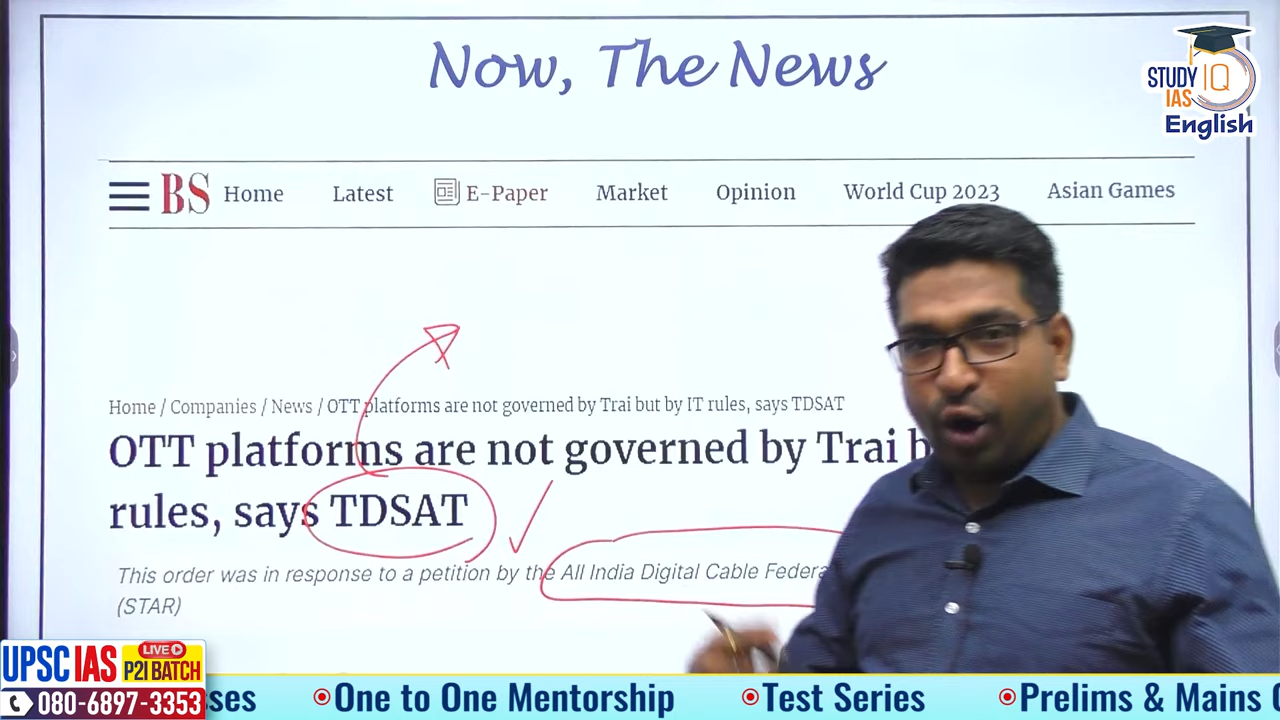 Now, The News
STUDY IQ
IAS
English
BS Home Latest E-Paper Market Opinion World Cup 2023 Asian Games
Home / Companies / News / OTT platforms are not governed by Trai but by IT rules, says TDSAT
OTT platforms are not governed by Trai b
rules, says TDSAT
This order was in response to a petition by the All India Digital Cable Federa
(STAR)
UPSC IAS LIVE P2I BATCH
080-6897-3353
sses One to One Mentorship Test Series Prelims & Mains